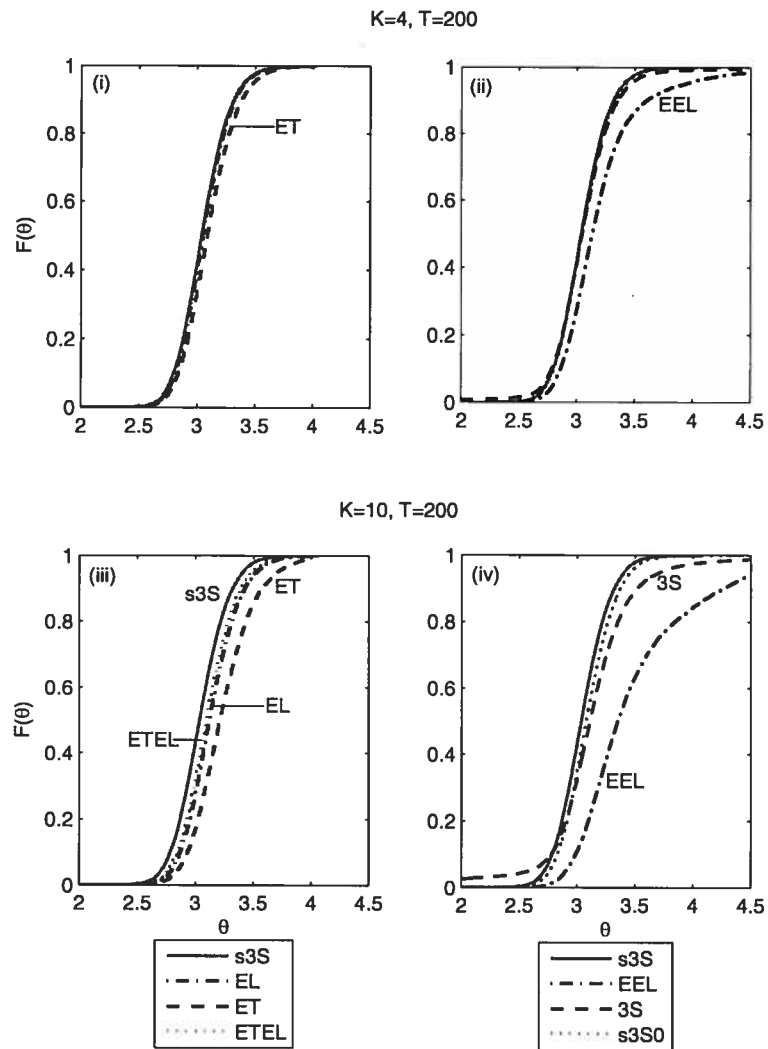 K=4, T=200
(i)
ET
F(θ)
1
0.8
0.6
0.4
0.2
0
2
2.5
3
3.5
4
4.5
(ii)
EEL
1
0.8
0.6
0.4
0.2
0
2
2.5
3
3.5
4
4.5
K=10, T=200
(iii)
s3S
ET
EL
ETEL
F(θ)
1
0.8
0.6
0.4
0.2
0
2
2.5
3
3.5
4
4.5
θ
(iv)
3S
EEL
1
0.8
0.6
0.4
0.2
0
2
2.5
3
3.5
4
4.5
θ
s3S
EL
ET
ETEL
s3S
EEL
3S
s3S0